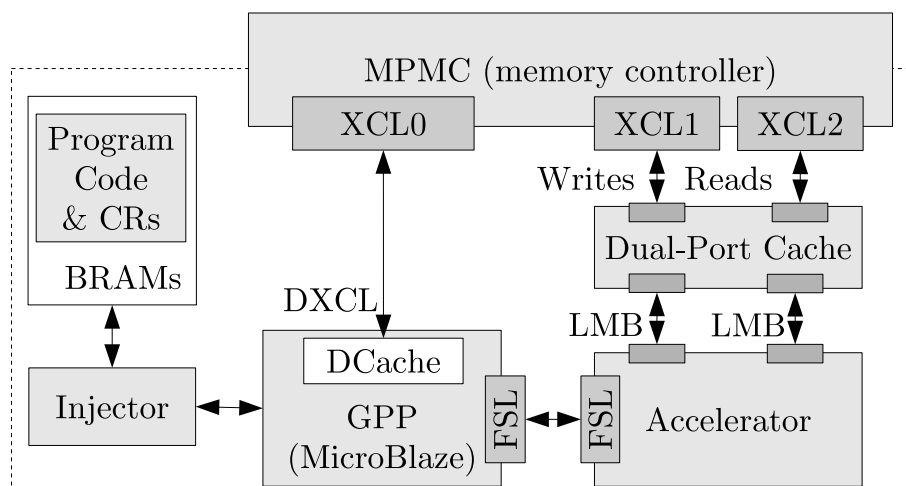 MPMC (memory controller)
XCL0
XCL1
XCL2
Program
Code
& CRs
BRAMs
Writes
Reads
Dual-Port Cache
DXCL
LMB
LMB
DCache
Injector
GPP
(MicroBlaze)
FSL
FSL
Accelerator